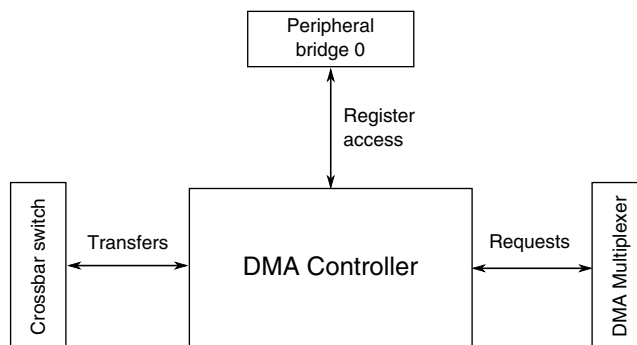 Peripheral
bridge 0
Register
access
Crossbar switch
Transfers
DMA Controller
Requests
DMA Multiplexer